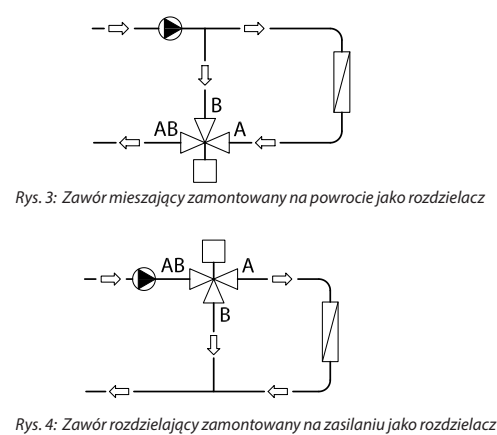 B
AB A
Rys. 3: Zawór mieszający zamontowany na powrocie jako rozdzielacz
AB A
B
Rys. 4: Zawór rozdzielający zamontowany na zasilaniu jako rozdzielacz